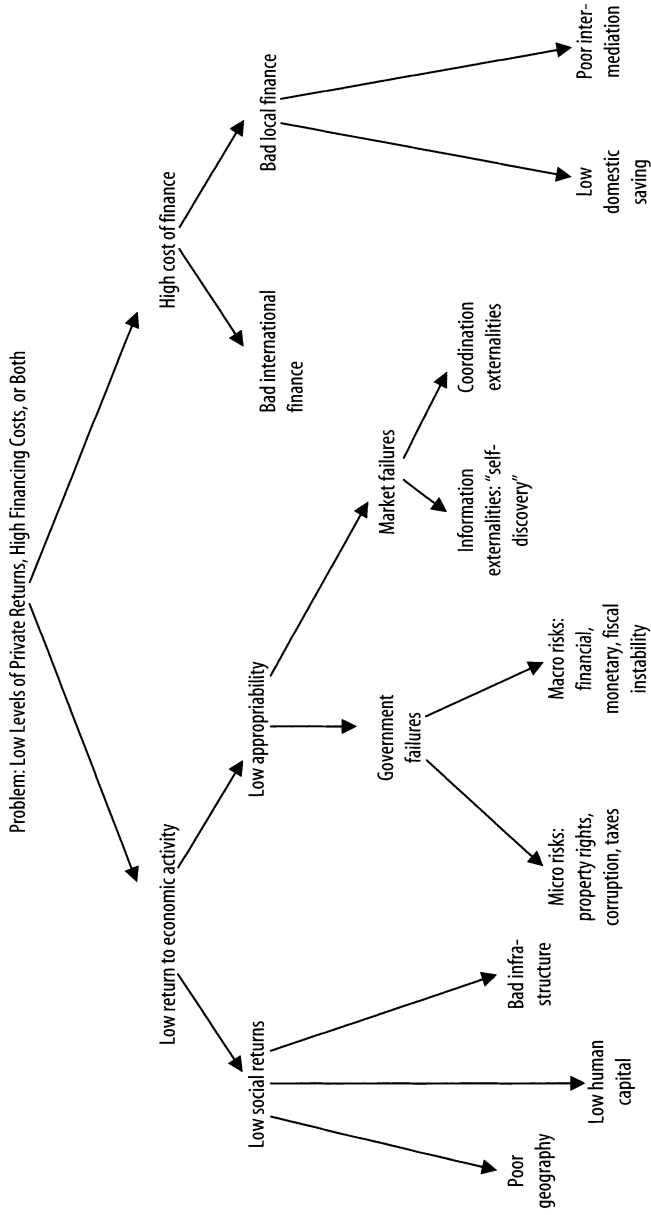 Problem: Low Levels of Private Returns, High Financing Costs, or Both
Low return to economic activity
High cost of finance
Low social returns
Low appropriability
Bad international
finance
Bad local finance
Government
failures
Market failures
Poor
geography
Low human
capital
Bad infra-
structure
Micro risks:
property rights,
corruption, taxes
Macro risks:
financial,
monetary, fiscal
instability
Information
externalities: “self-
discovery”
Coordination
externalities
Low
domestic
saving
Poor inter-
mediation